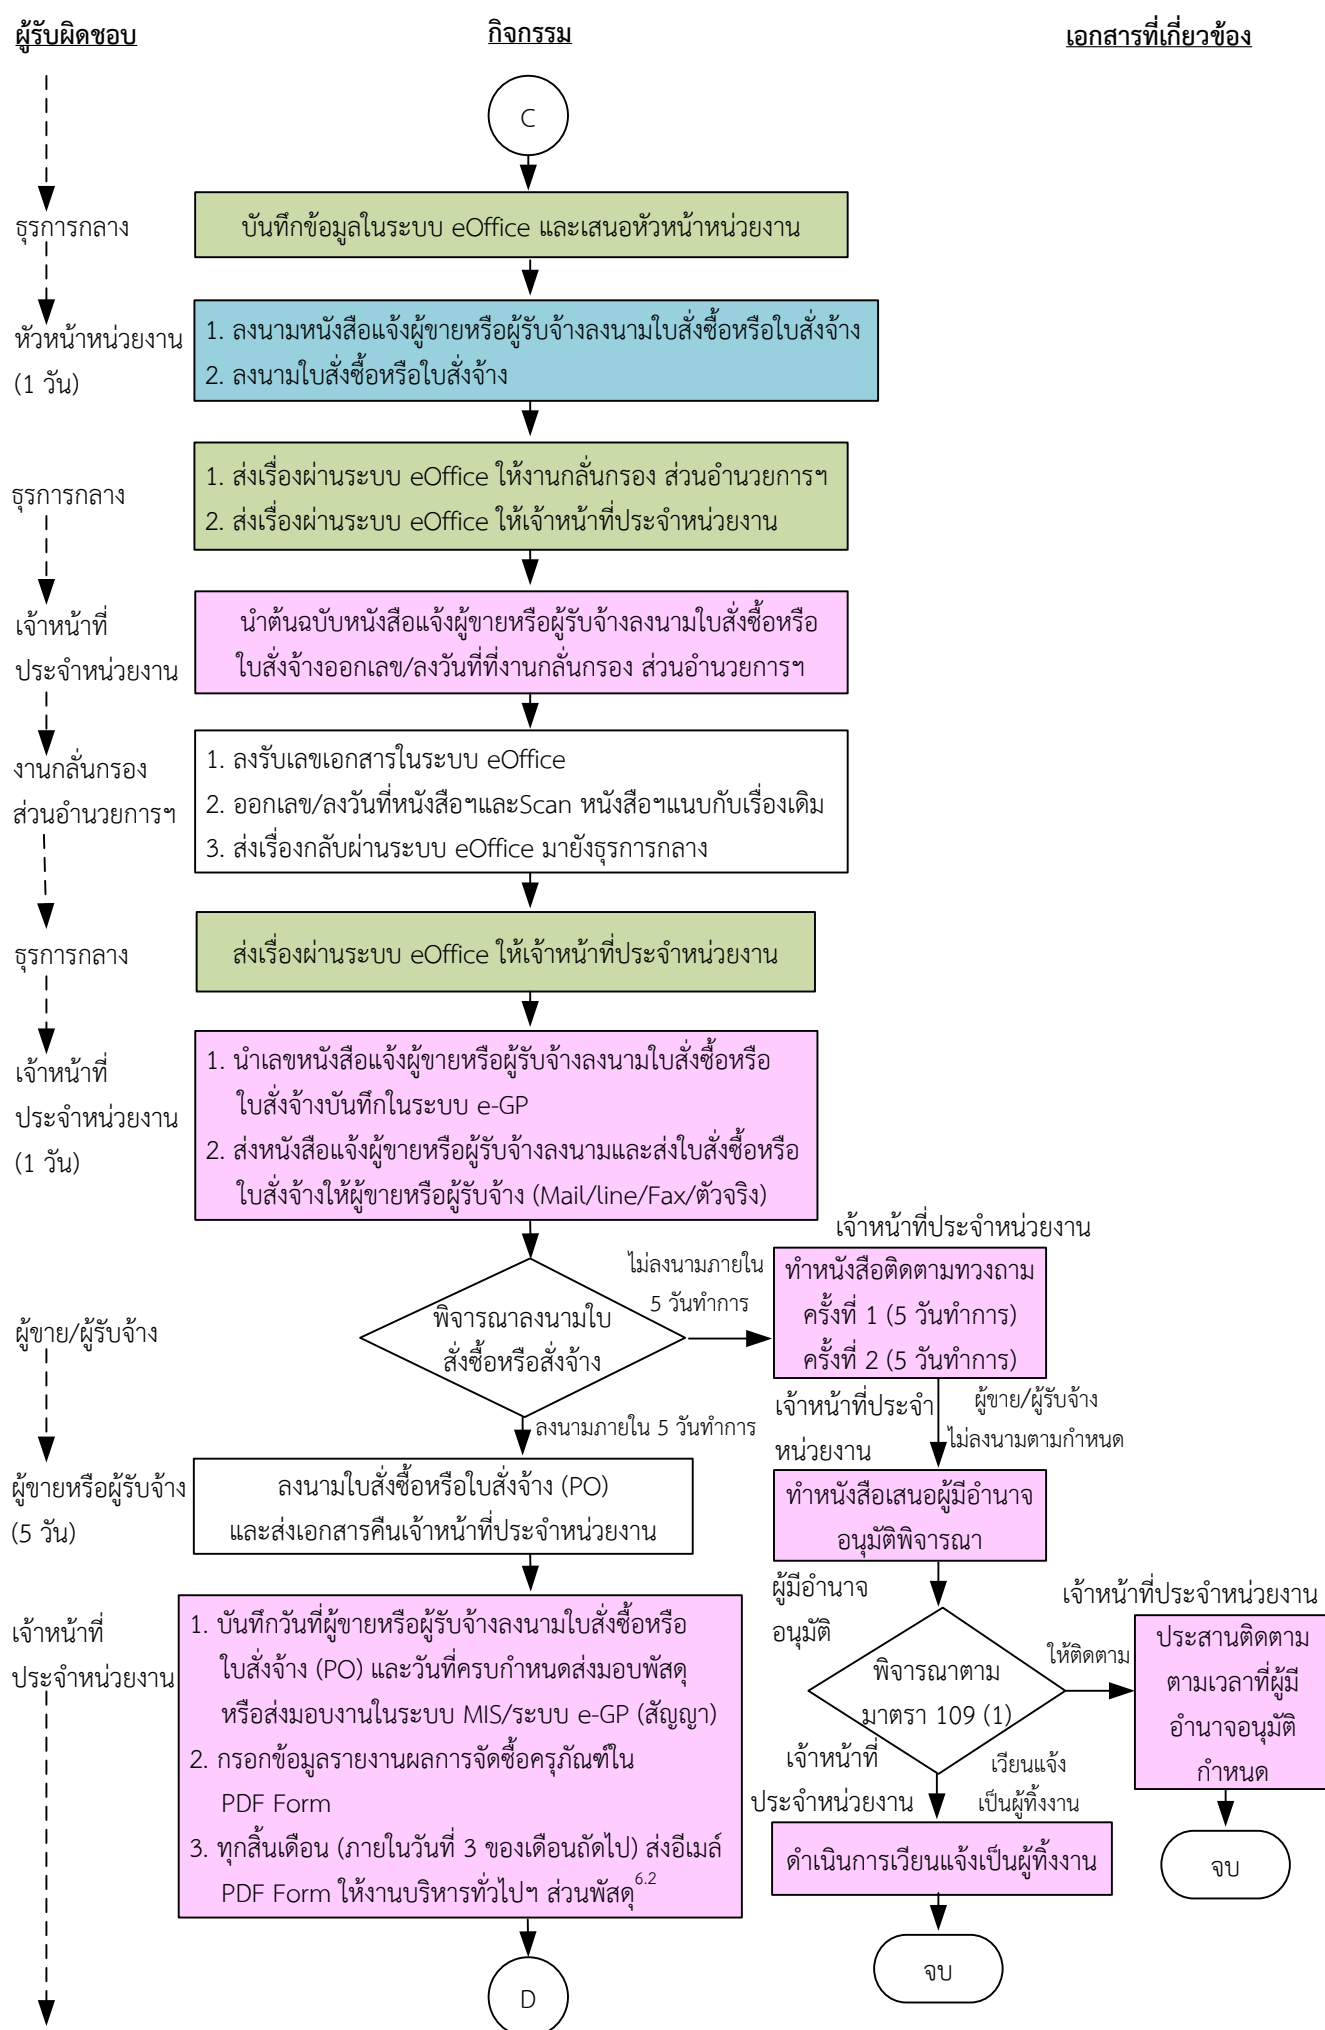 ผู้รับผิดชอบ
กิจกรรม
เอกสารที่เกี่ยวข้อง
C
ธุรการกลาง
บันทึกข้อมูลในระบบ eOffice และเสนอหัวหน้าหน่วยงาน
หัวหน้าหน่วยงาน
(1 วัน)
1. ลงนามหนังสือแจ้งผู้ขายหรือผู้รับจ้างลงนามใบสั่งซื้อหรือใบสั่งจ้าง
2. ลงนามใบสั่งซื้อหรือใบสั่งจ้าง
ธุรการกลาง
1. ส่งเรื่องผ่านระบบ eOffice ให้งานกลั่นกรอง ส่วนอำนวยการฯ
2. ส่งเรื่องผ่านระบบ eOffice ให้เจ้าหน้าที่ประจำหน่วยงาน
เจ้าหน้าที่
ประจำหน่วยงาน
นำต้นฉบับหนังสือแจ้งผู้ขายหรือผู้รับจ้างลงนามใบสั่งซื้อหรือ
ใบสั่งจ้างออกเลข/ลงวันที่ที่งานกลั่นกรอง ส่วนอำนวยการฯ
งานกลั่นกรอง
ส่วนอำนวยการฯ
1. ลงรับเลขเอกสารในระบบ eOffice
2. ออกเลข/ลงวันที่หนังสือฯและScan หนังสือฯแนบกับเรื่องเดิม
3. ส่งเรื่องกลับผ่านระบบ eOffice มายังธุรการกลาง
ธุรการกลาง
ส่งเรื่องผ่านระบบ eOffice ให้เจ้าหน้าที่ประจำหน่วยงาน
เจ้าหน้าที่
ประจำหน่วยงาน
(1 วัน)
1. นำเลขหนังสือแจ้งผู้ขายหรือผู้รับจ้างลงนามใบสั่งซื้อหรือ
ใบสั่งจ้างบันทึกในระบบ e-GP
2. ส่งหนังสือแจ้งผู้ขายหรือผู้รับจ้างลงนามและส่งใบสั่งซื้อหรือ
ใบสั่งจ้างให้ผู้ขายหรือผู้รับจ้าง (Mail/line/Fax/ตัวจริง)
ผู้ขาย/ผู้รับจ้าง
พิจารณาลงนามใบ
สั่งซื้อหรือสั่งจ้าง
ไม่ลงนามภายใน
5 วันทำการ
เจ้าหน้าที่ประจำหน่วยงาน
ทำหนังสือติดตามทวงถาม
ครั้งที่ 1 (5 วันทำการ)
ครั้งที่ 2 (5 วันทำการ)
ลงนามภายใน 5 วันทำการ
เจ้าหน้าที่ประจำ
หน่วยงาน
ผู้ขาย/ผู้รับจ้าง
ไม่ลงนามตามกำหนด
ผู้ขายหรือผู้รับจ้าง
(5 วัน)
ลงนามใบสั่งซื้อหรือใบสั่งจ้าง (PO)
และส่งเอกสารคืนเจ้าหน้าที่ประจำหน่วยงาน
ทำหนังสือเสนอผู้มีอำนาจ
อนุมัติพิจารณา
ผู้มีอำนาจ
อนุมัติ
พิจารณาตาม
มาตรา 109 (1)
ให้ติดตาม
เจ้าหน้าที่ประจำหน่วยงาน
ประสานติดตาม
ตามเวลาที่ผู้มี
อำนาจอนุมัติ
กำหนด
จบ
เจ้าหน้าที่
ประจำหน่วยงาน
1. บันทึกวันที่ผู้ขายหรือผู้รับจ้างลงนามใบสั่งซื้อหรือ
ใบสั่งจ้าง (PO) และวันที่ครบกำหนดส่งมอบพัสดุ
หรือส่งมอบงานในระบบ MIS/ระบบ e-GP (สัญญา)
2. กรอกข้อมูลรายงานผลการจัดซื้อครุภัณฑ์ใน
PDF Form
3. ทุกสิ้นเดือน (ภายในวันที่ 3 ของเดือนถัดไป) ส่งอีเมล์
PDF Form ให้งานบริหารทั่วไปฯ ส่วนพัสดุ6.2
เจ้าหน้าที่
ประจำหน่วยงาน
เวียนแจ้ง
เป็นผู้ทิ้งงาน
ดำเนินการเวียนแจ้งเป็นผู้ทิ้งงาน
จบ
D